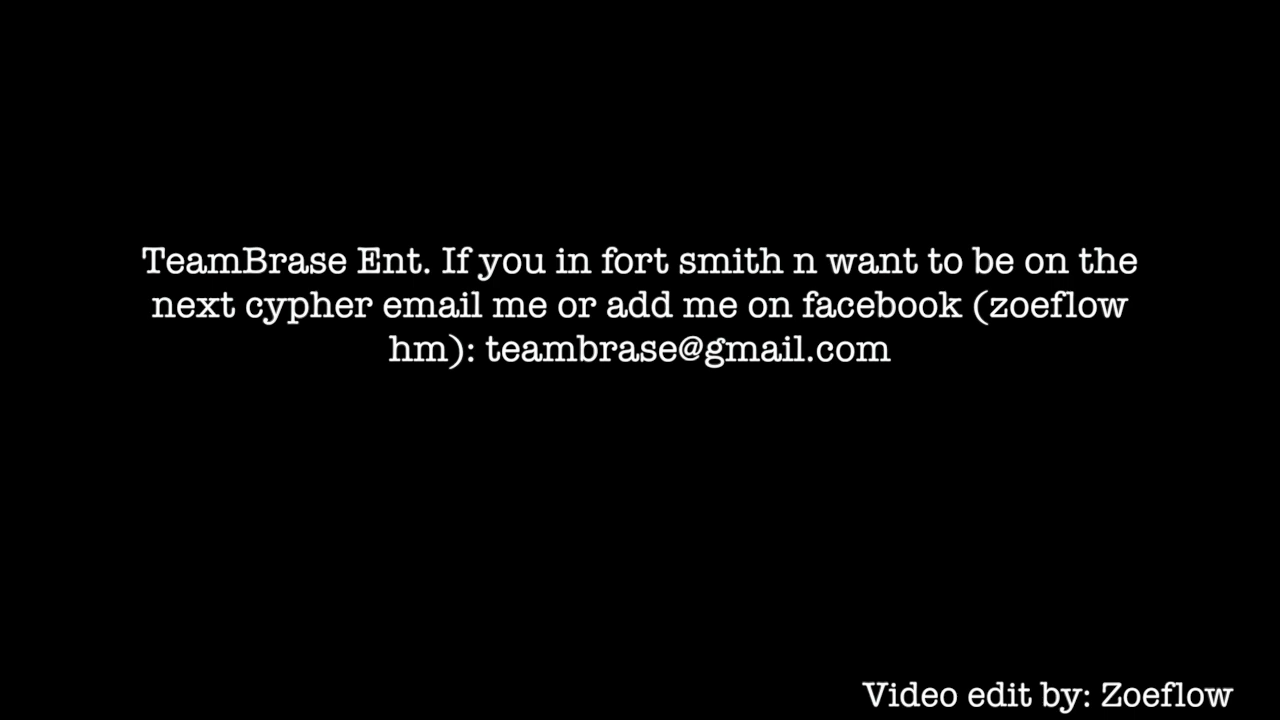 TeamBrase Ent. If you in fort smith n want to be on the
next cypher email me or add me on facebook (zoeflow
hm): teambrase@gmail.com
Video edit by: Zoeflow